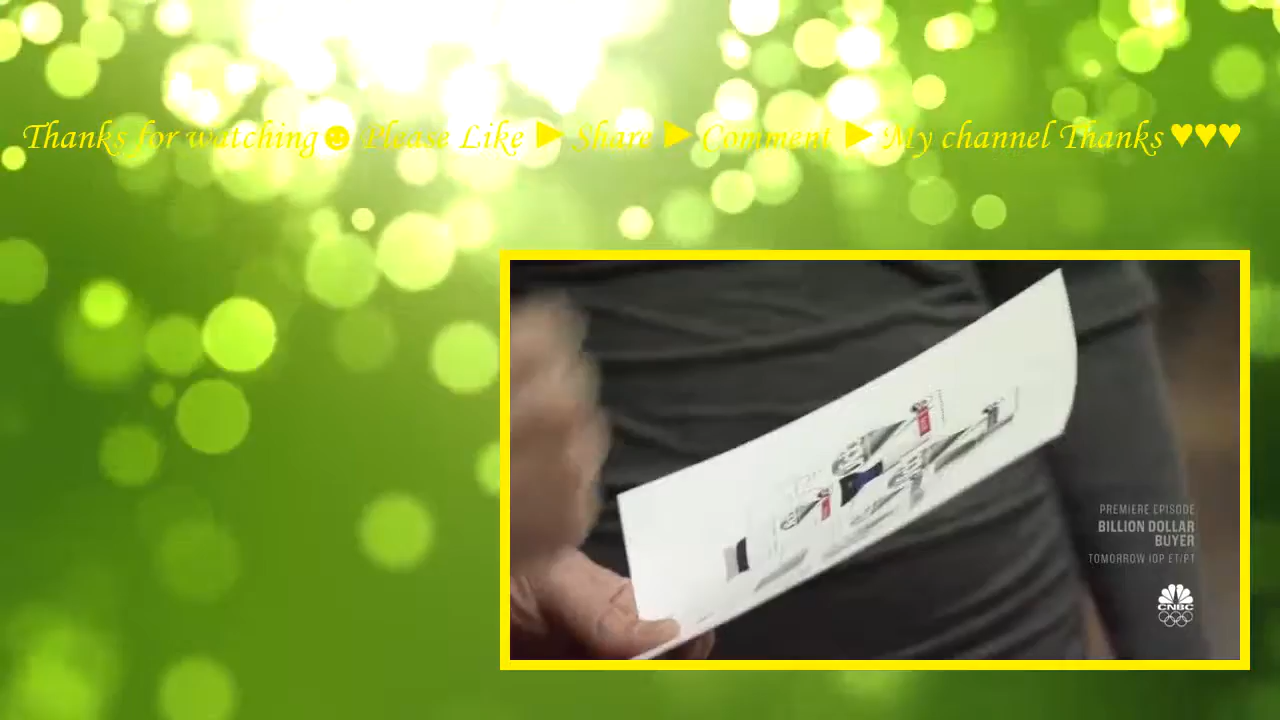 Thanks for watching☻ Please Like ► Share ► Comment ► My channel Thanks ♥♥♥
PREMIERE EPISODE
BILLION DOLLAR
BUYER
TOMORROW 10P ET/PT
CNBC